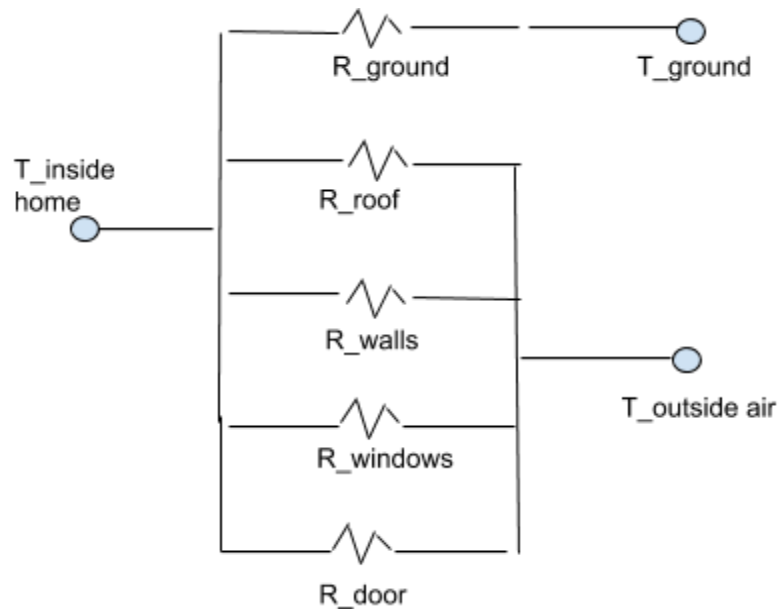 R_ground
T_ground
T_inside
home
R_roof
R_walls
T_outside air
R_windows
R_door